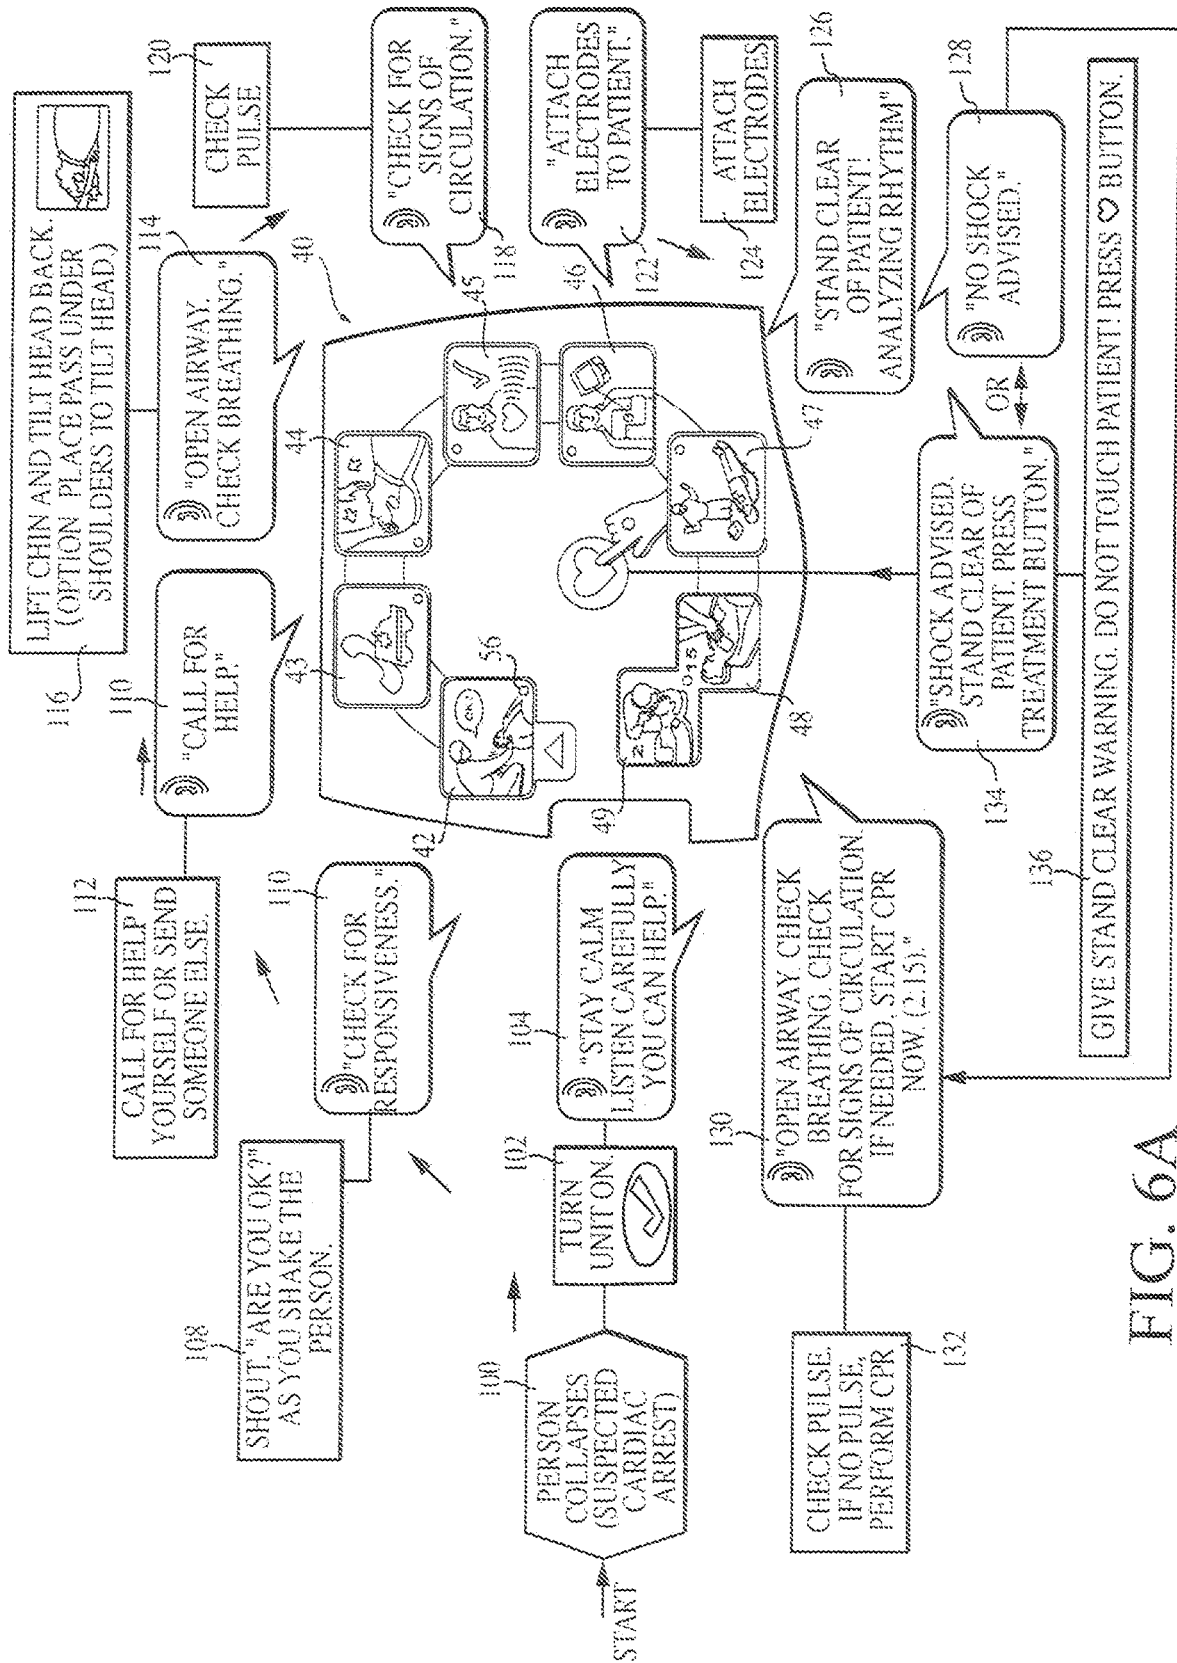 START
100
PERSON
COLLAPSES
(SUSPECTED
CARDIAC
ARREST)
102
TURN
UNIT ON.
104
"STAY CALM
LISTEN CAREFULLY
YOU CAN HELP."
108
SHOUT, "ARE YOU OK?"
AS YOU SHAKE THE
PERSON.
110
"CHECK FOR
RESPONSIVENESS."
112
CALL FOR HELP
YOURSELF OR SEND
SOMEONE ELSE.
110
"CALL FOR
HELP."
116
LIFT CHIN AND TILT HEAD BACK.
(OPTION PLACE PASS UNDER
SHOULDERS TO TILT HEAD.)
114
"OPEN AIRWAY.
CHECK BREATHING."
120
CHECK
PULSE
"CHECK FOR
SIGNS OF
CIRCULATION."
118
"ATTACH
ELECTRODES
TO PATIENT."
122
124
ATTACH
ELECTRODES
126
"STAND CLEAR
OF PATIENT!
ANALYZING RHYTHM"
128
"NO SHOCK
ADVISED."
OR
"SHOCK ADVISED.
STAND CLEAR OF
PATIENT. PRESS
TREATMENT BUTTON."
134
136
GIVE STAND CLEAR WARNING. DO NOT TOUCH PATIENT! PRESS ♡ BUTTON.
130
"OPEN AIRWAY. CHECK
BREATHING. CHECK
FOR SIGNS OF CIRCULATION.
IF NEEDED, START CPR
NOW. (2:15)."
CHECK PULSE.
IF NO PULSE,
PERFORM CPR
132
40
42
43
44
45
46
47
48
49
56
OK?
2
15
FIG. 6A